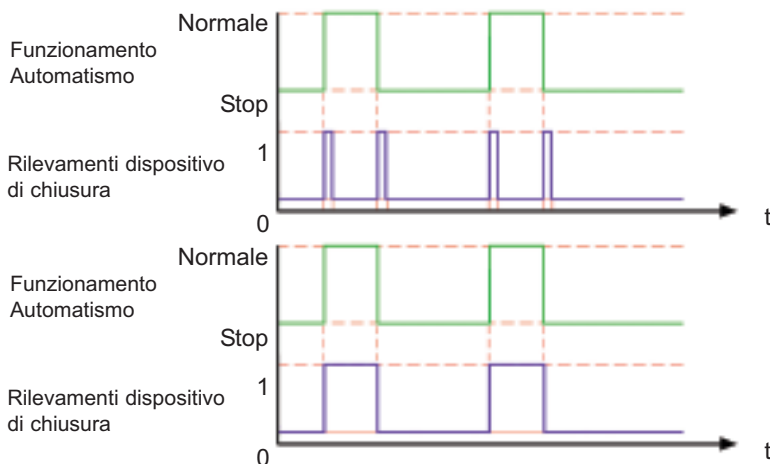 Normale
Funzionamento
Automatismo
Stop
1
Rilevamenti dispositivo
di chiusura
0
t
Normale
Funzionamento
Automatismo
Stop
1
Rilevamenti dispositivo
di chiusura
0
t